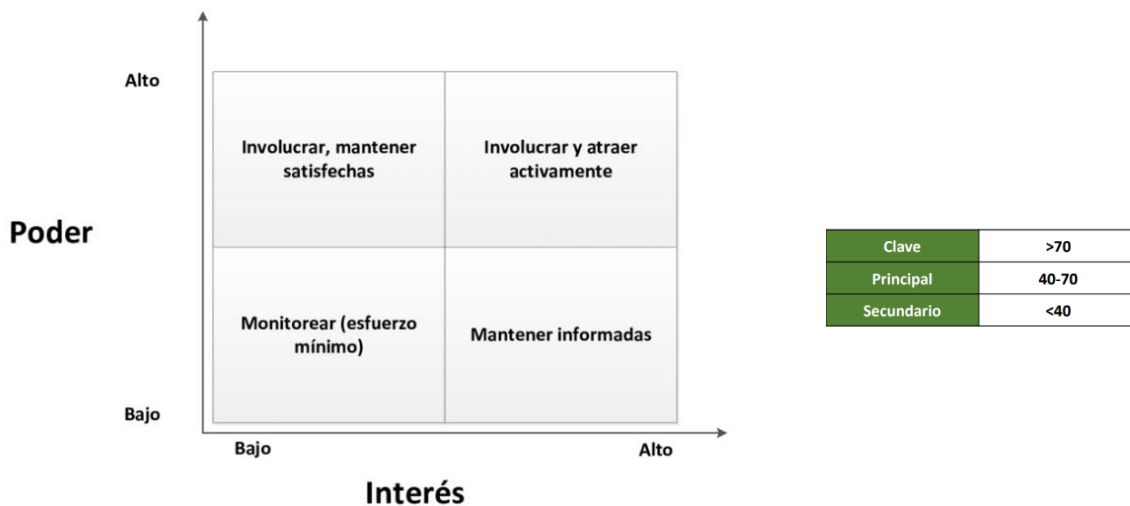 Alto
Involucrar, mantener
satisfechas
Involucrar y atraer
activamente
Poder
Monitorear (esfuerzo
mínimo)
Mantener informadas
Bajo
Bajo
Alto
Interés
Clave >70
Principal 40-70
Secundario <40